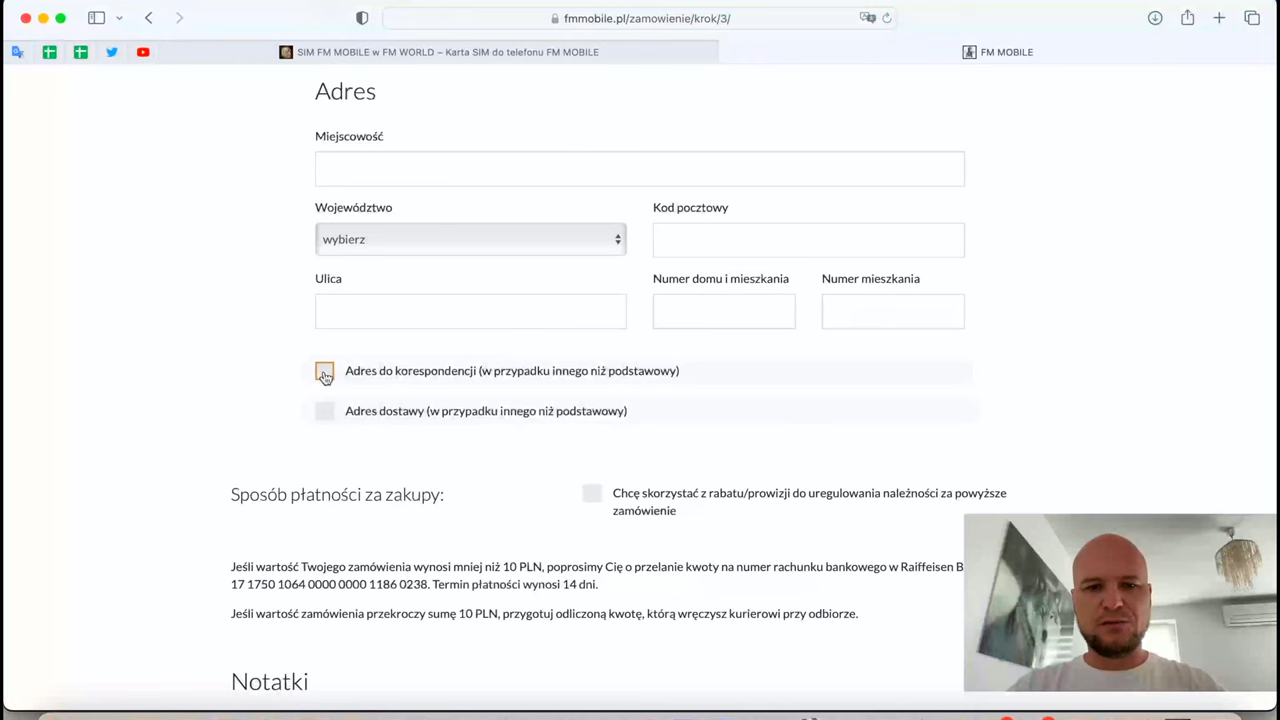 fmmobile.pl/zamowienie/krok/3/
SIM FM MOBILE w FM WORLD – Karta SIM do telefonu FM MOBILE
FM MOBILE
Adres
Miejscowość
Województwo
Kod pocztowy
wybierz
Ulica
Numer domu i mieszkania
Numer mieszkania
Adres do korespondencji (w przypadku innego niż podstawowy)
Adres dostawy (w przypadku innego niż podstawowy)
Sposób płatności za zakupy:
Chcę skorzystać z rabatu/prowizji do uregulowania należności za powyższe
zamówienie
Jeśli wartość Twojego zamówienia wynosi mniej niż 10 PLN, poprosimy Cię o przelanie kwoty na numer rachunku bankowego w Raiffeisen B
17 1750 1064 0000 0000 1186 0238. Termin płatności wynosi 14 dni.
Jeśli wartość zamówienia przekroczy sumę 10 PLN, przygotuj odliczoną kwotę, którą wręczysz kurierowi przy odbiorze.
Notatki